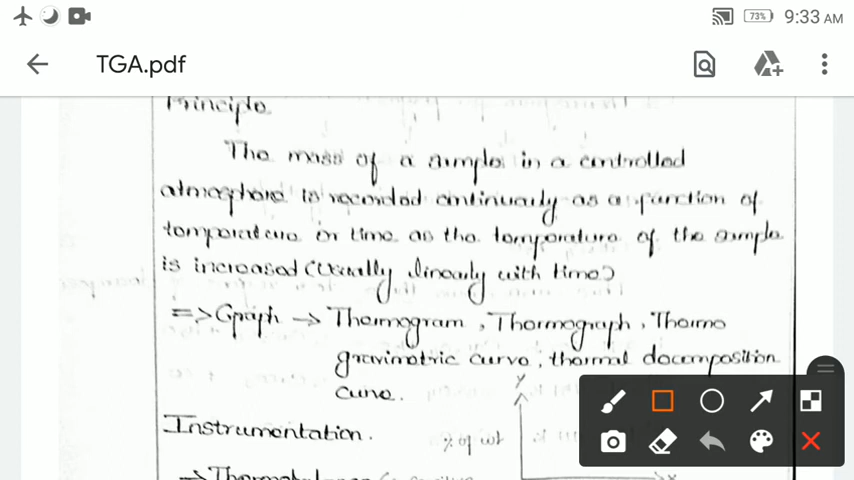 73%
9:33 AM
TGA.pdf
Principle
The mass of a sample in a controlled
atmosphere is recorded continuously as a function of
temperature or time as the temperature of the sample
is increased (Usually linearly with time)
=> Graph → Thermogram, Thermograph, Thermo
gravimetric curve, thermal decomposition
curve.
Y
Instrumentation.
% of wt
X
→ Thermobalance